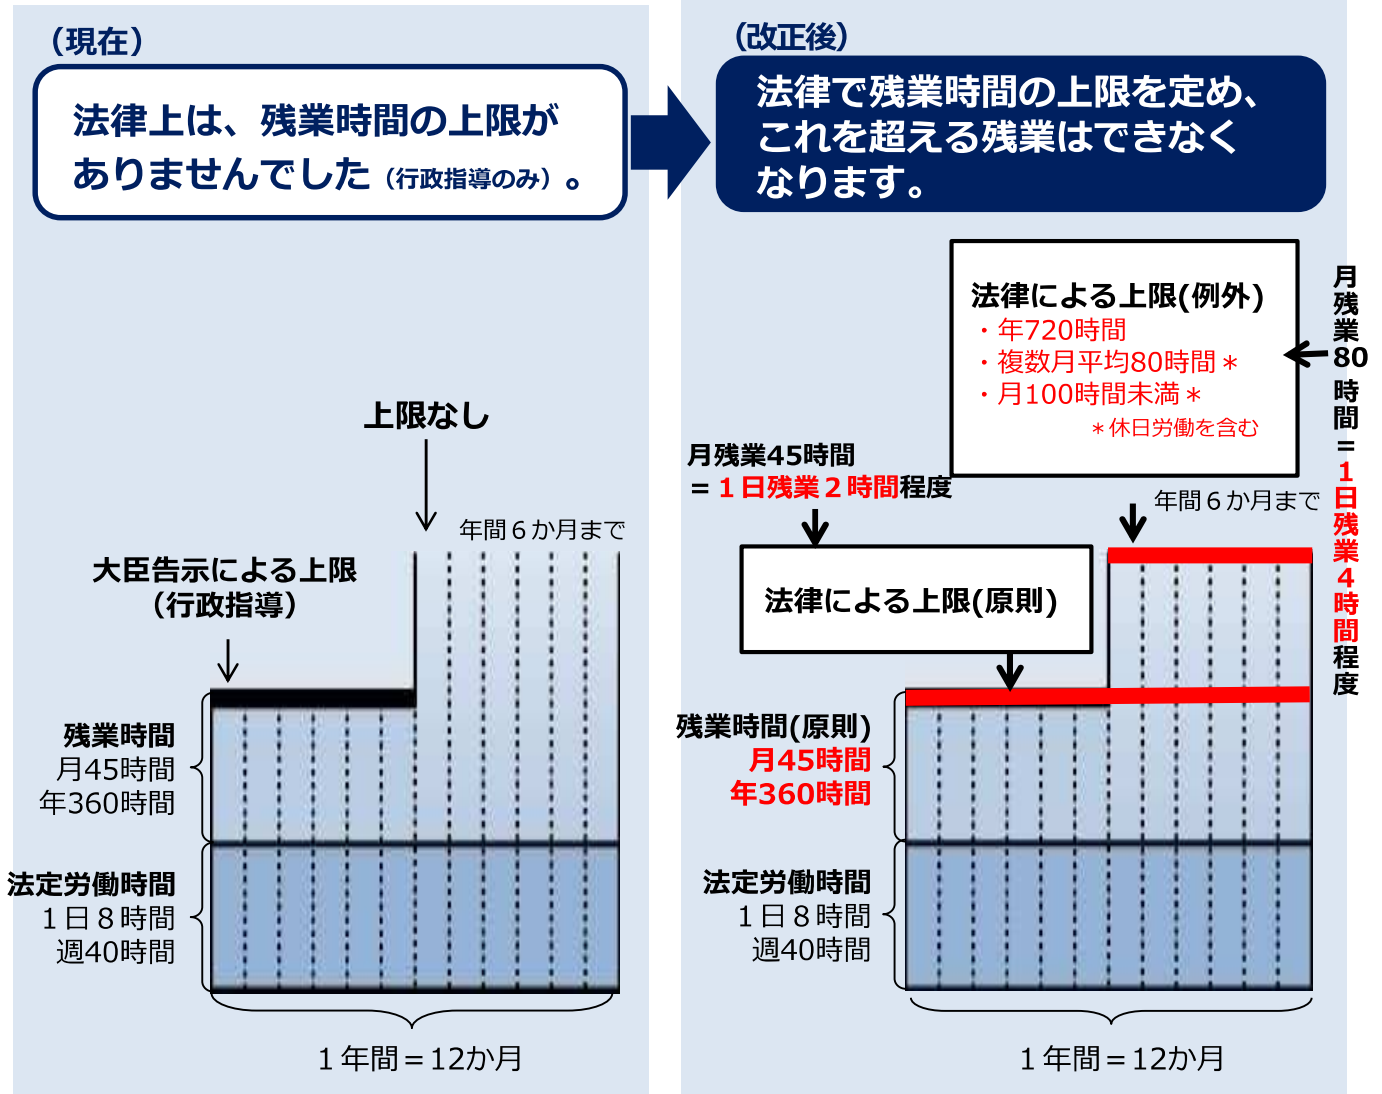 （現在）
法律上は、残業時間の上限が
ありませんでした（行政指導のみ）。
上限なし
年間６か月まで
大臣告示による上限
（行政指導）
残業時間
月45時間
年360時間
法定労働時間
１日８時間
週40時間
１年間＝12か月
（改正後）
法律で残業時間の上限を定め、
これを超える残業はできなく
なります。
法律による上限(例外)
・年720時間
・複数月平均80時間＊
・月100時間未満＊
＊休日労働を含む
月残業80時間＝１日残業４時間程度
月残業45時間
＝１日残業２時間程度
年間６か月まで
法律による上限(原則)
残業時間(原則)
月45時間
年360時間
法定労働時間
１日８時間
週40時間
１年間＝12か月